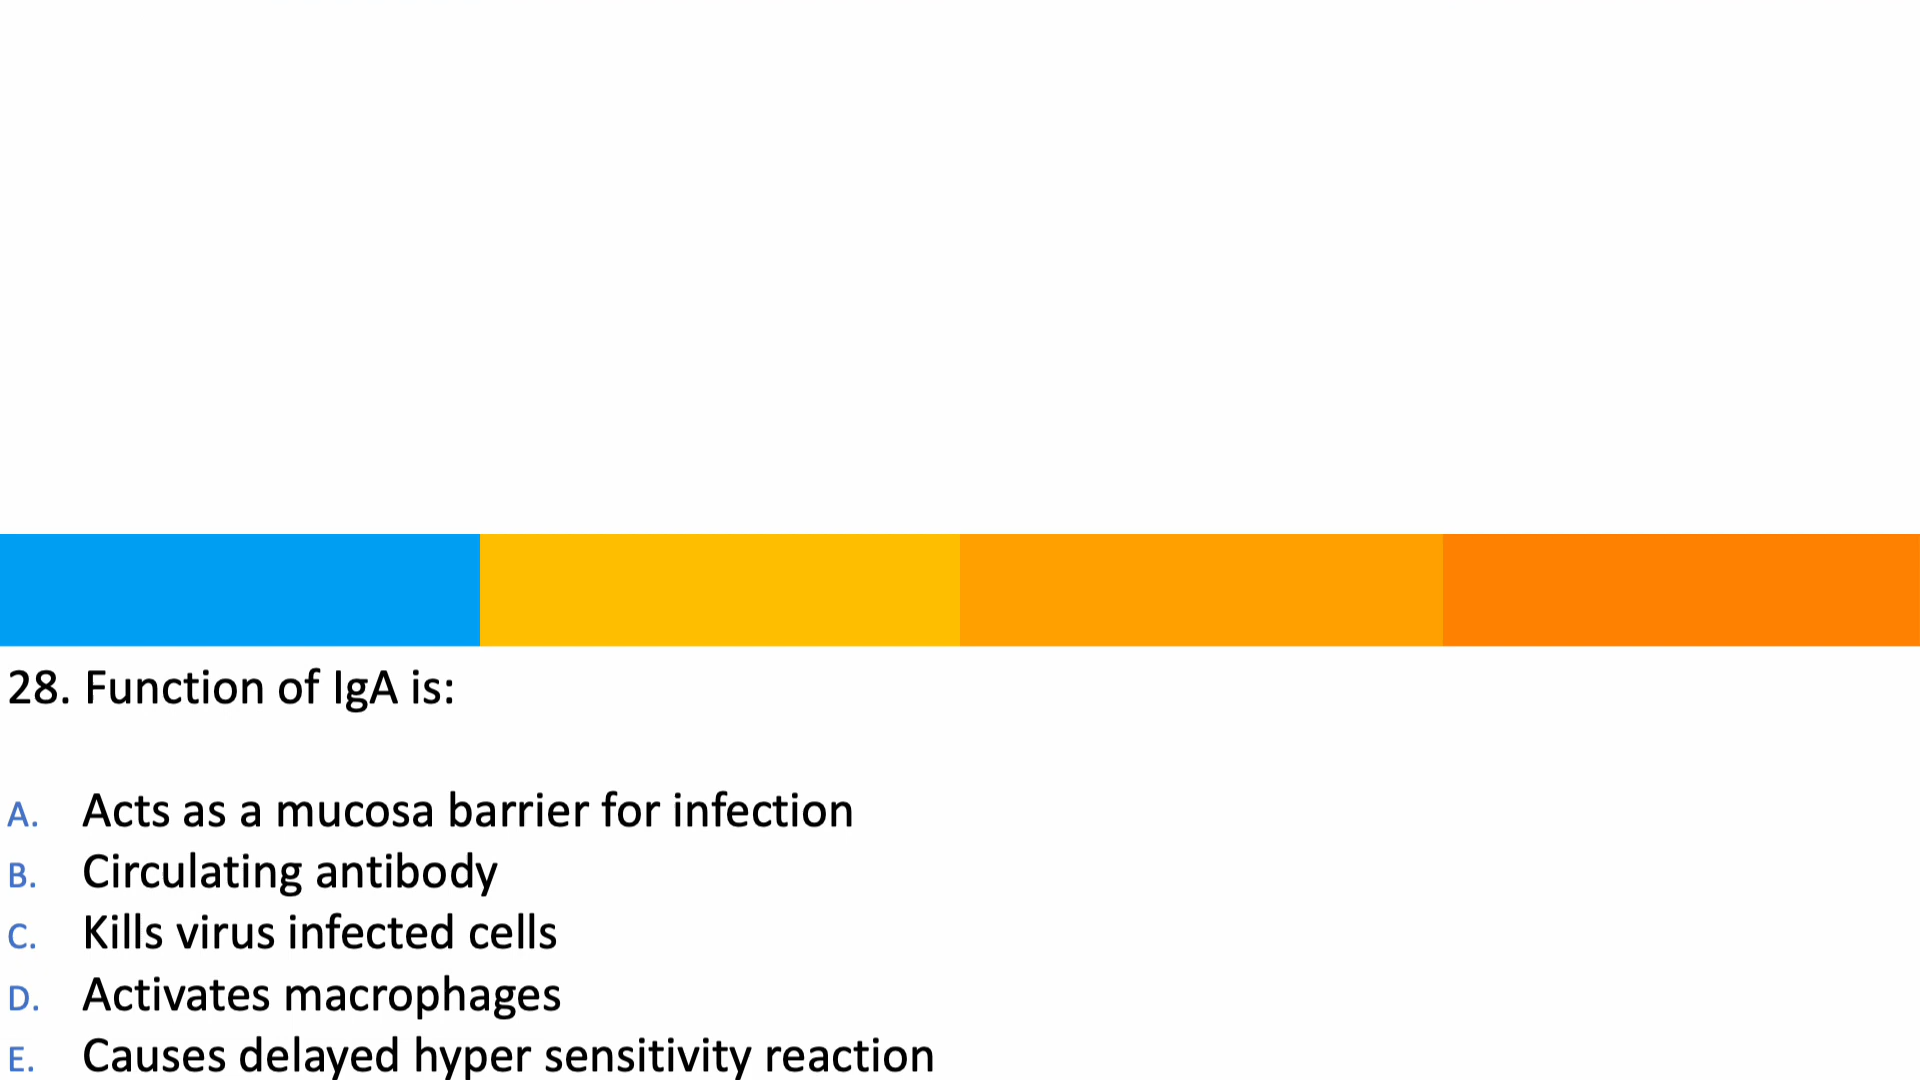 28. Function of IgA is:
A. Acts as a mucosa barrier for infection
B. Circulating antibody
C. Kills virus infected cells
D. Activates macrophages
E. Causes delayed hyper sensitivity reaction